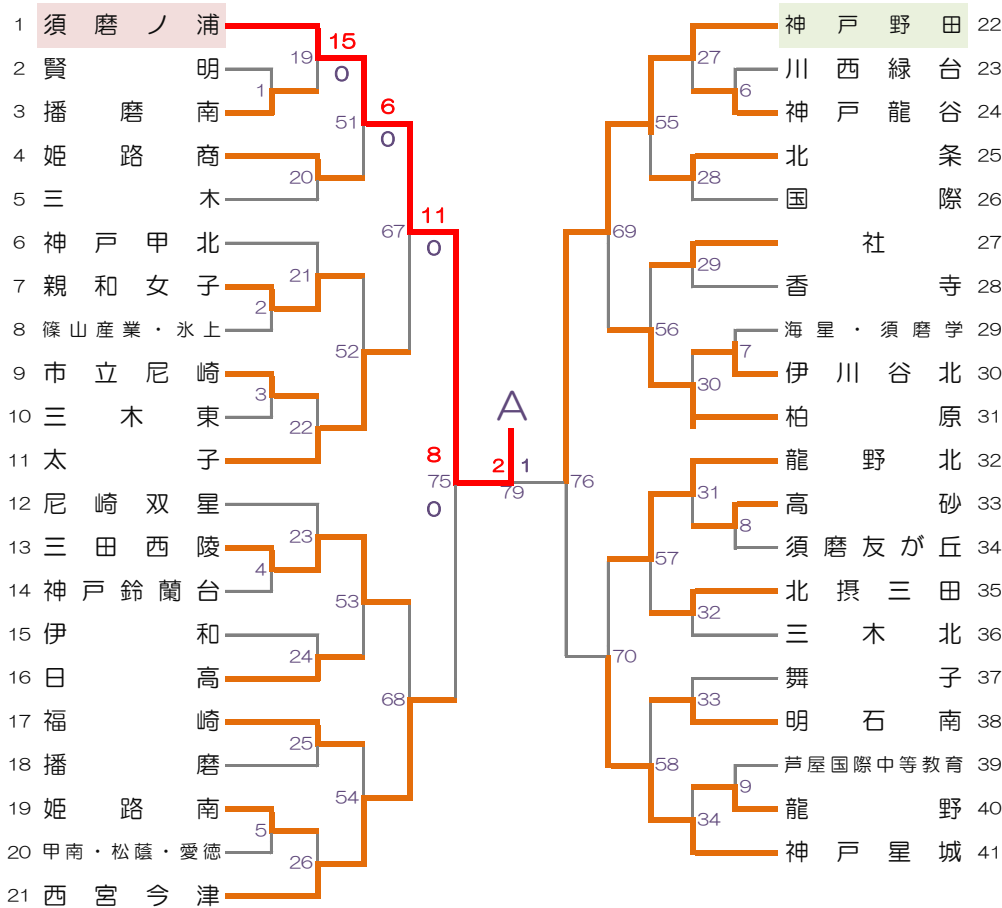 1 須磨ノ浦
2 賢明
3 播磨南
4 姫路商
5 三木
6 神戸甲北
7 親和女子
8 篠山産業・氷上
9 市立尼崎
10 三木東
11 太子
12 尼崎双星
13 三田西陵
14 神戸鈴蘭台
15 伊和
16 日高
17 福崎
18 播磨
19 姫路南
20 甲南・松蔭・愛徳
21 西宮今津
1
2
3
4
5
19
20
21
22
23
24
25
26
15
0
51
52
53
54
6
0
67
68
11
0
8
75
0
A
2 1
79
76
69
70
55
56
57
58
27
28
29
30
31
32
33
34
6
7
8
9
神戸野田 22
川西緑台 23
神戸龍谷 24
北条 25
国際 26
社 27
香寺 28
海星・須磨学 29
伊川谷北 30
柏原 31
龍野北 32
高砂 33
須磨友が丘 34
北摂三田 35
三木北 36
舞子 37
明石南 38
芦屋国際中等教育 39
龍野 40
神戸星城 41